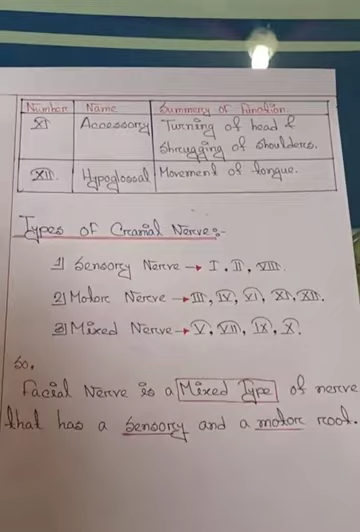 Number Name Summary of Function.
XI Accessory Turning of head &
Shrugging of shoulders.
XII. Hypoglossal Movement of tongue.
Types of Cranial Nerve:-
1) Sensory Nerve → I, II, VIII.
2) Motor Nerve → III, IV, VI, XI, XII.
3) Mixed Nerve → V, VII, IX, X.
So,
Facial Nerve is a Mixed Type of nerve
that has a sensory and a motor root.